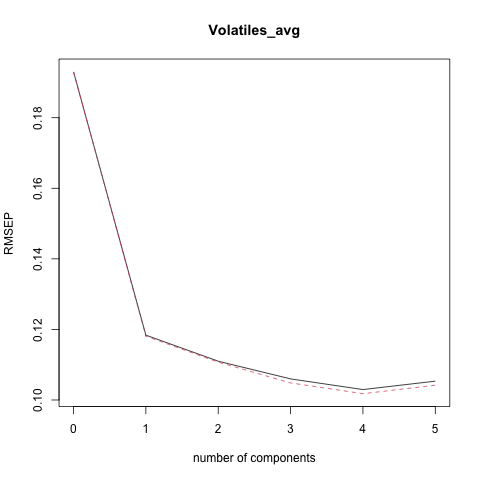 Volatiles_avg
RMSEP
0.18
0.16
0.14
0.12
0.10
0 1 2 3 4 5
number of components